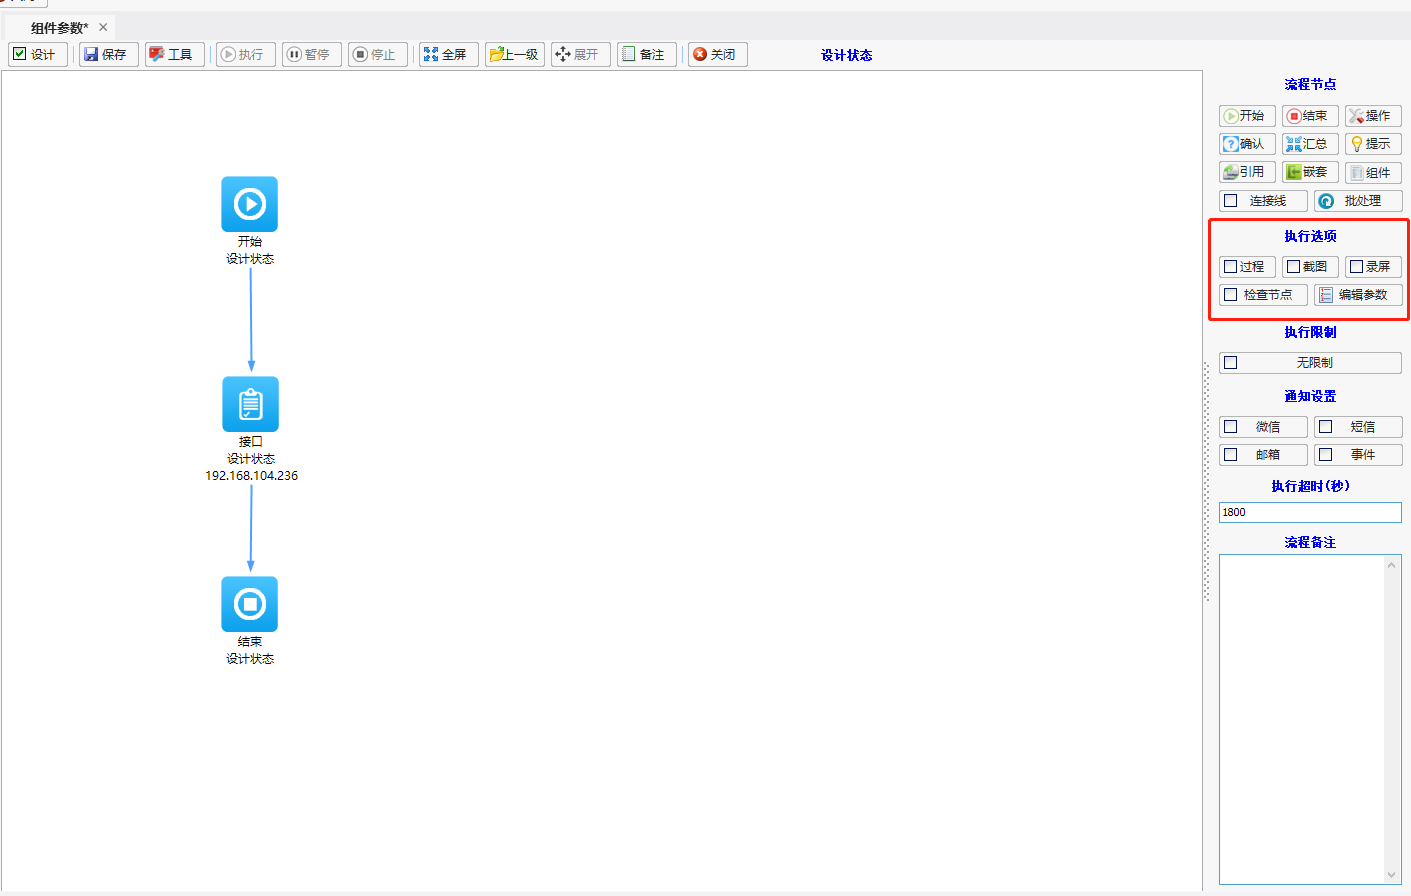 组件参数*
设计 保存 工具 执行 暂停 停止 全屏 上一级 展开 备注 关闭 设计状态
开始
设计状态
接口
设计状态
192.168.104.236
结束
设计状态
流程节点
开始 结束 操作
确认 汇总 提示
引用 嵌套 组件
连接线 批处理
执行选项
过程 截图 录屏
检查节点 编辑参数
执行限制
无限制
通知设置
微信 短信
邮箱 事件
执行超时(秒)
1800
流程备注